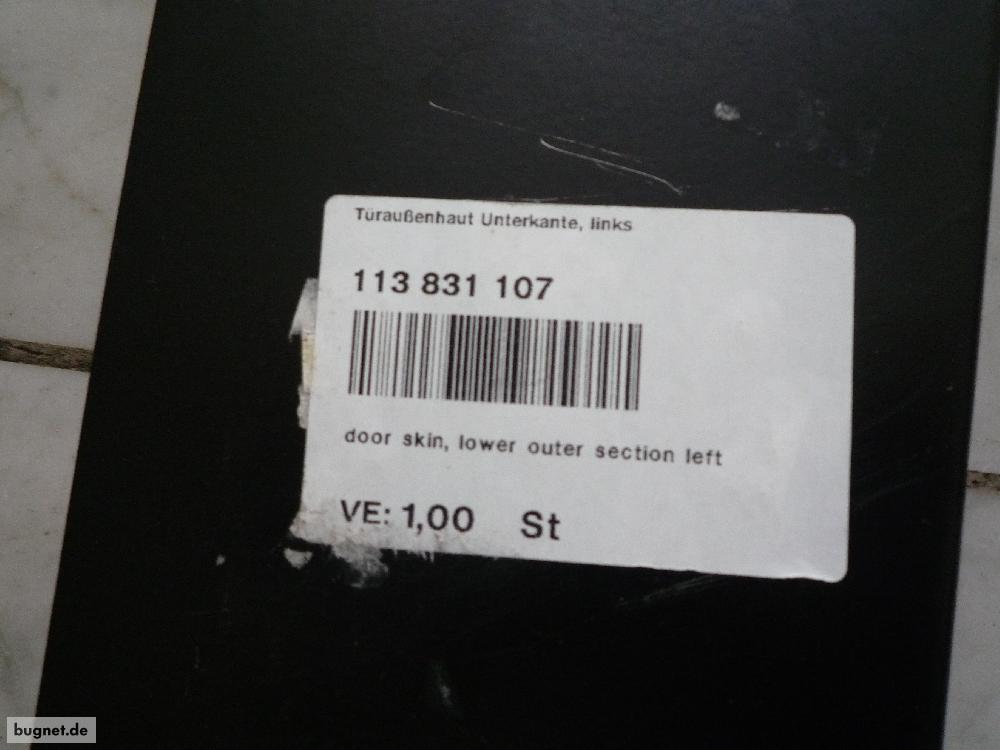 Türaußenhaut Unterkante, links
113 831 107
door skin, lower outer section left
VE: 1,00 St
bugnet.de